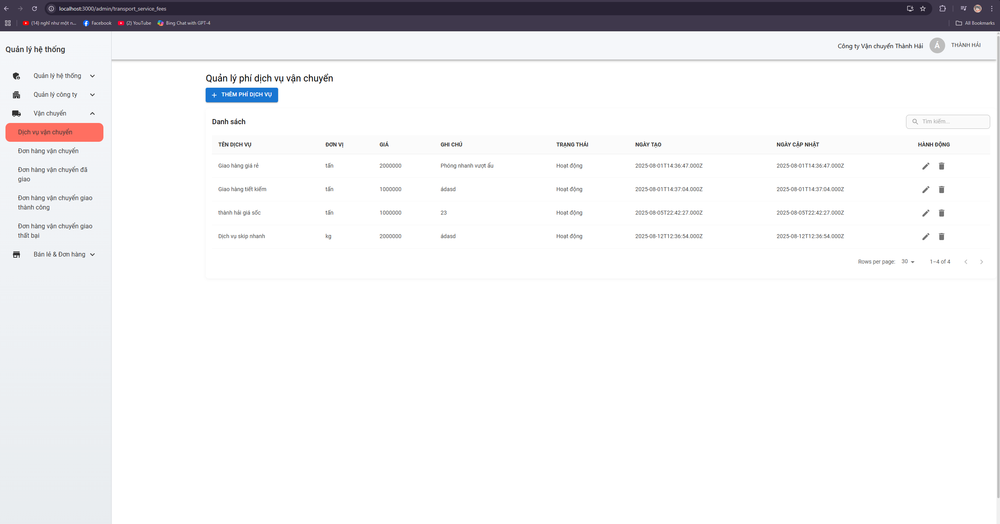 localhost:3000/admin/transport_service_fees
(14) nghĩ như một n...
Facebook
(2) YouTube
Bing Chat with GPT-4
All Bookmarks
Quản lý hệ thống
Công ty Vận chuyển Thành Hải
Á
THÀNH HẢI
Quản lý hệ thống
Quản lý công ty
Vận chuyển
Dịch vụ vận chuyển
Đơn hàng vận chuyển
Đơn hàng vận chuyển đã
giao
Đơn hàng vận chuyển giao
thành công
Đơn hàng vận chuyển giao
thất bại
Bán lẻ & Đơn hàng
Quản lý phí dịch vụ vận chuyển
THÊM PHÍ DỊCH VỤ
Danh sách
Tìm kiếm...
TÊN DỊCH VỤ ĐƠN VỊ GIÁ GHI CHÚ TRẠNG THÁI NGÀY TẠO NGÀY CẬP NHẬT HÀNH ĐỘNG
Giao hàng giá rẻ tấn 2000000 Phóng nhanh vượt ẩu Hoạt động 2025-08-01T14:36:47.000Z 2025-08-01T14:36:47.000Z
Giao hàng tiết kiếm tấn 1000000 ádasd Hoạt động 2025-08-01T14:37:04.000Z 2025-08-01T14:37:04.000Z
thành hải giá sốc tấn 1000000 23 Hoạt động 2025-08-05T22:42:27.000Z 2025-08-05T22:42:27.000Z
Dịch vụ skip nhanh kg 2000000 ádasd Hoạt động 2025-08-12T12:36:54.000Z 2025-08-12T12:36:54.000Z
Rows per page: 30 1–4 of 4